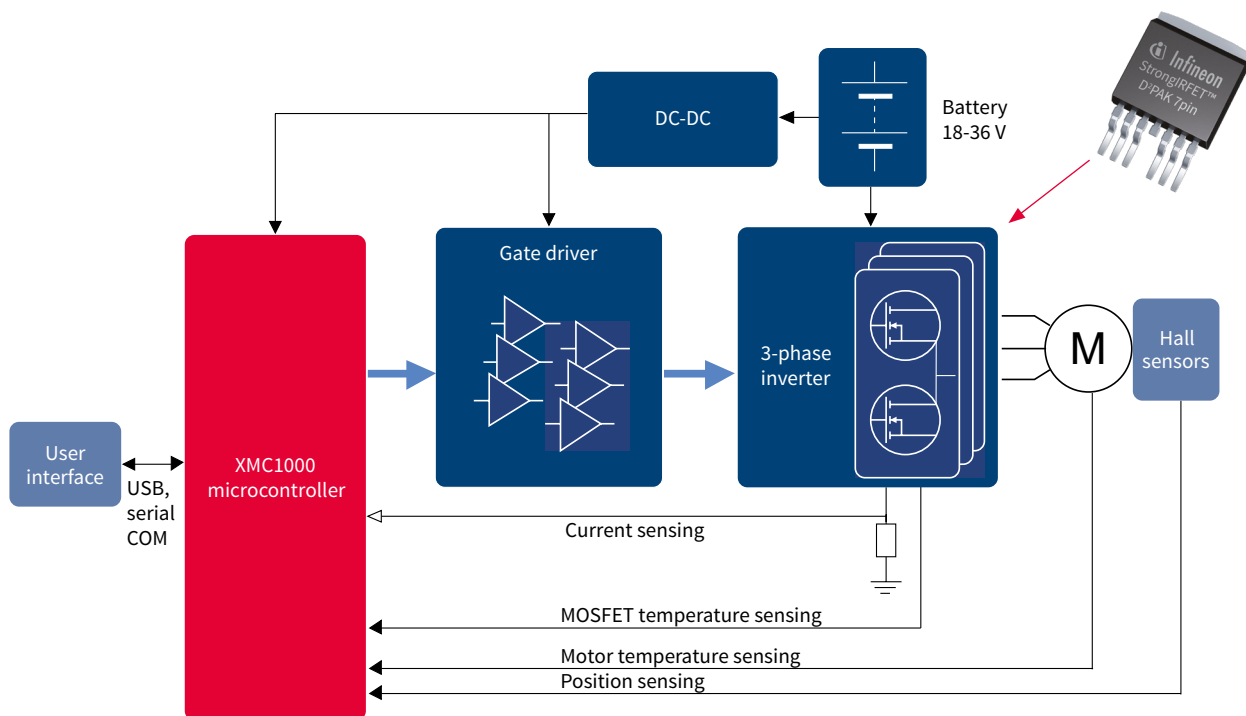 Infineon
StrongIRFET™
D²PAK 7pin
DC-DC
Battery
18-36 V
Gate driver
3-phase
inverter
M
Hall
sensors
User
interface
USB,
serial
COM
XMC1000
microcontroller
Current sensing
MOSFET temperature sensing
Motor temperature sensing
Position sensing